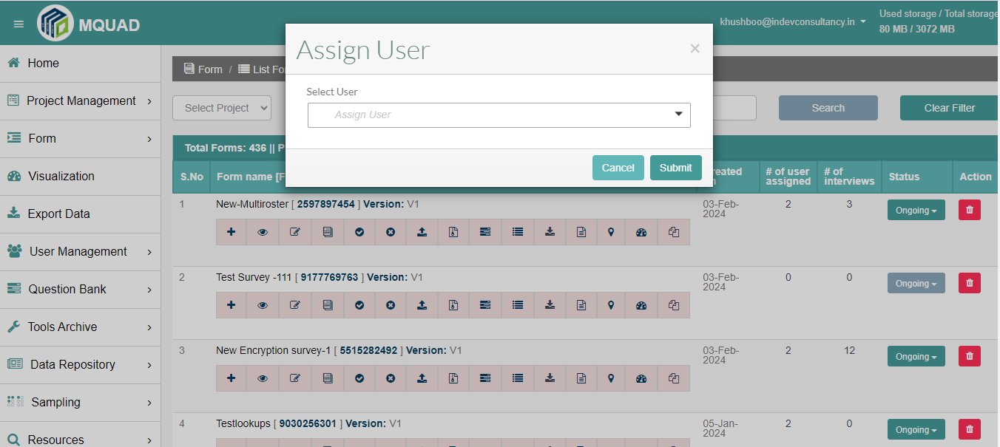 MQUAD
khushboo@indevconsultancy.in
Used storage / Total storage
80 MB / 3072 MB
Home
Project Management
Form
Visualization
Export Data
User Management
Question Bank
Tools Archive
Data Repository
Sampling
Resources
Form / List Fo
Assign User
×
Select User
Assign User
Cancel
Submit
Select Project
Search
Clear Filter
Total Forms: 436 || P
S.No
Form name [F
reated
n
# of user
assigned
# of
interviews
Status
Action
1
New-Multiroster [ 2597897454 ] Version: V1
03-Feb-
2024
2
3
Ongoing
2
Test Survey -111 [ 9177769763 ] Version: V1
03-Feb-
2024
0
0
Ongoing
3
New Encryption survey-1 [ 5515282492 ] Version: V1
03-Feb-
2024
2
12
Ongoing
4
Testlookups [ 9030256301 ] Version: V1
05-Jan-
2024
2
0
Ongoing